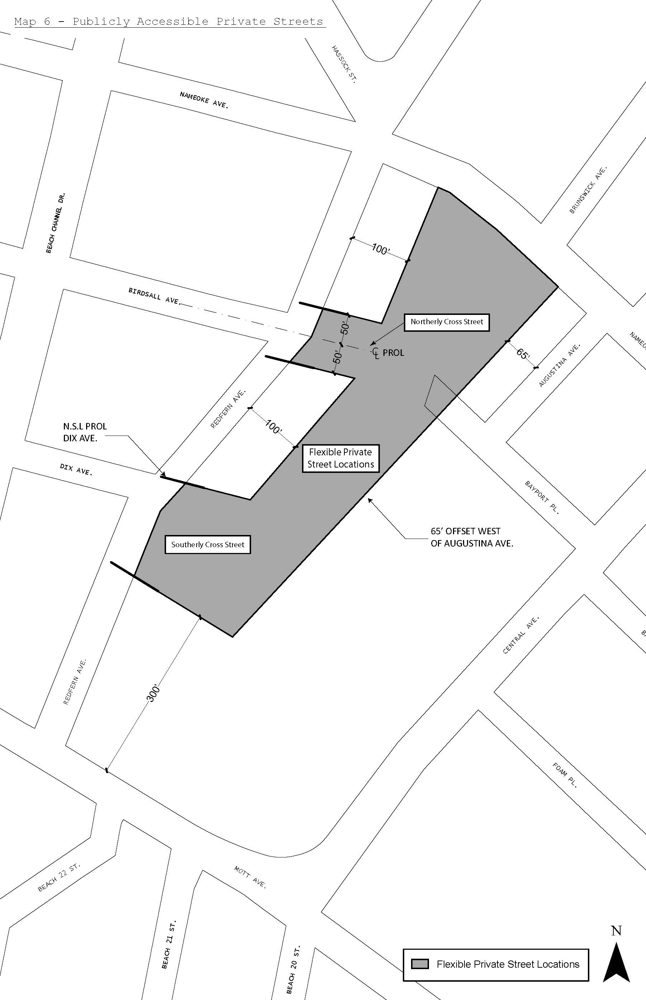 Map 6 - Publicly Accessible Private Streets
HASSOCK ST.
NAMEOKE AVE.
BRUNSWICK AVE.
BEACH CHANNEL DR.
100'
BIRDSALL AVE.
50'
Northerly Cross Street
50'
CL PROL
65'
NAMEO
AUGUSTINA AVE.
REDFERN AVE.
N.S.L PROL
DIX AVE.
100'
Flexible Private
Street Locations
DIX AVE.
BAYPORT PL.
65' OFFSET WEST
OF AUGUSTINA AVE.
Southerly Cross Street
CENTRAL AVE.
BA
REDFERN AVE.
300'
FOAM PL.
BEACH 22 ST.
MOTT AVE.
BEACH 21 ST.
BEACH 20 ST.
N
Flexible Private Street Locations